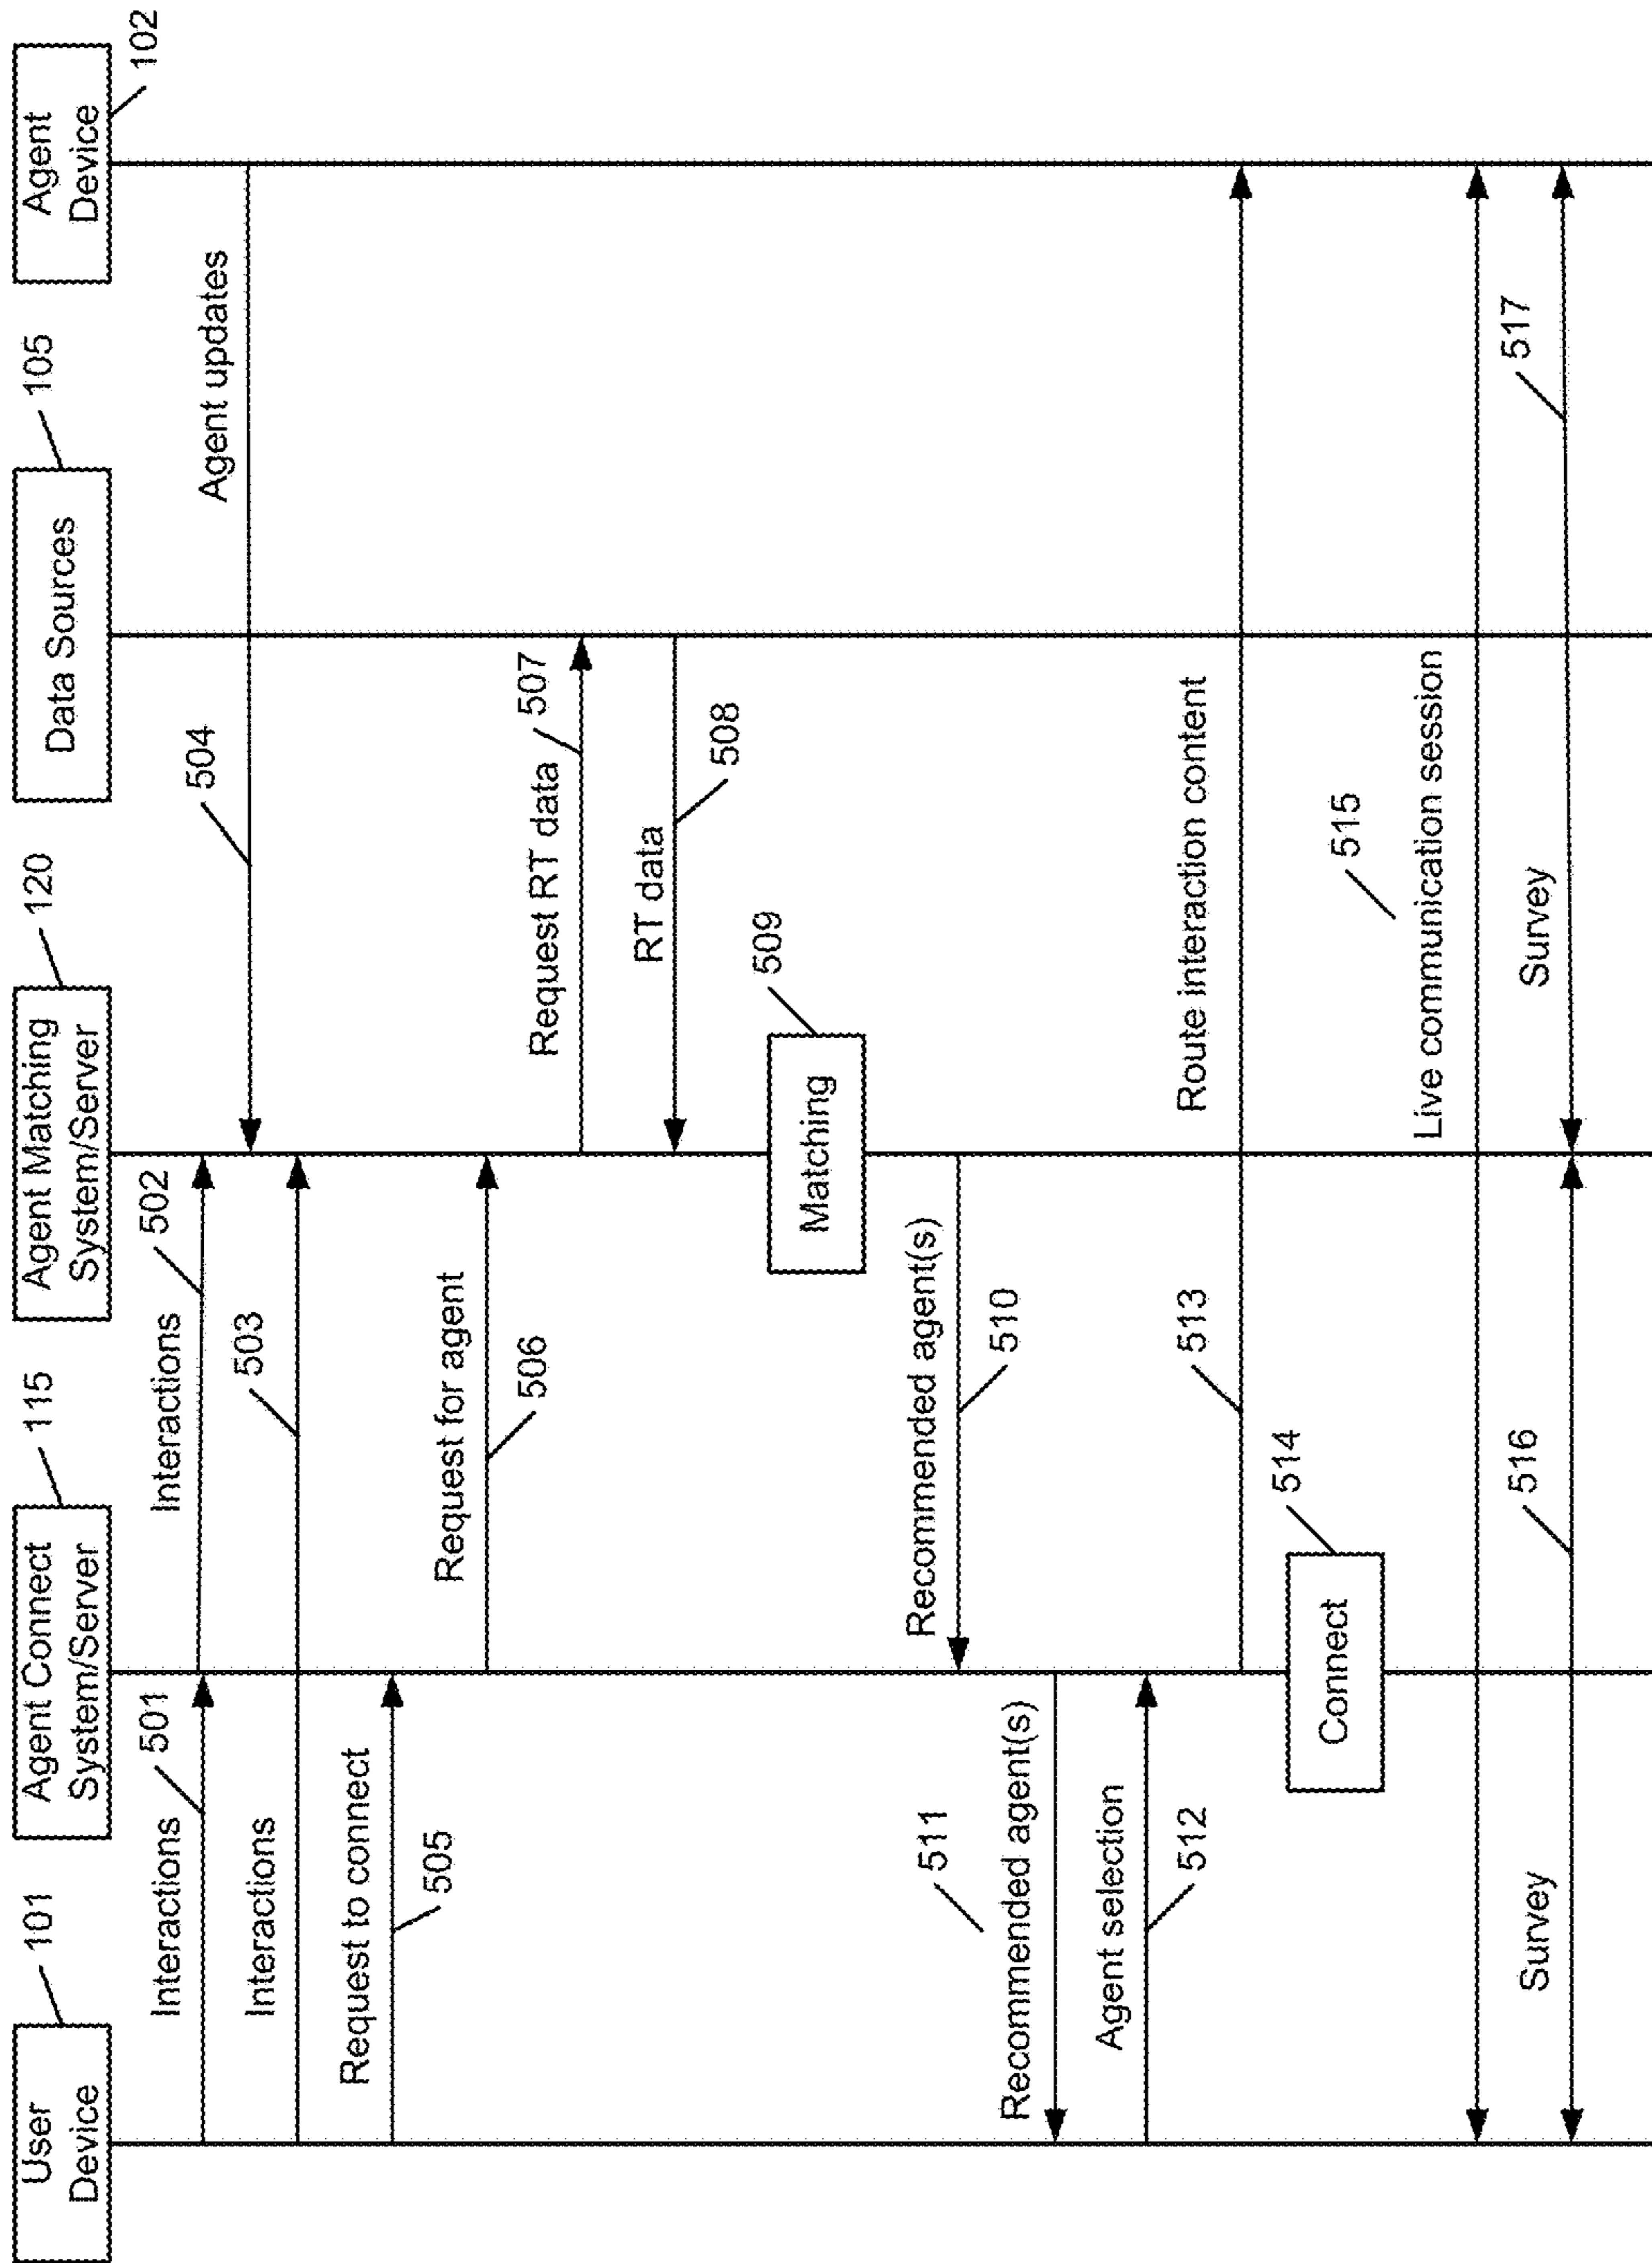 User
Device
101
Agent Connect
System/Server
115
Agent Matching
System/Server
120
Data Sources
105
Agent
Device
102
Interactions
501
Interactions
502
Agent updates
504
Interactions
503
Request to connect
505
Request for agent
506
Request RT data
507
RT data
508
Matching
509
Recommended agent(s)
510
Recommended agent(s)
511
Agent selection
512
Route interaction content
513
Connect
514
Live communication session
515
Survey
516
Survey
517